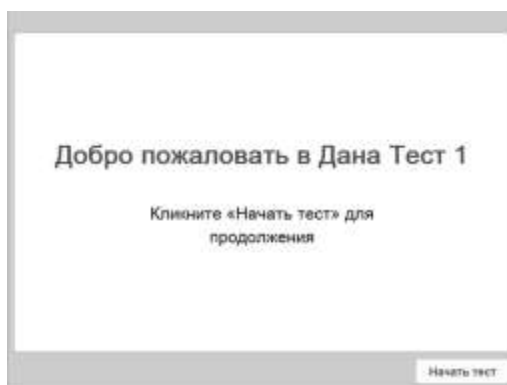 Добро пожаловать в Дана Тест 1
Кликните «Начать тест» для
продолжения
Начать тест